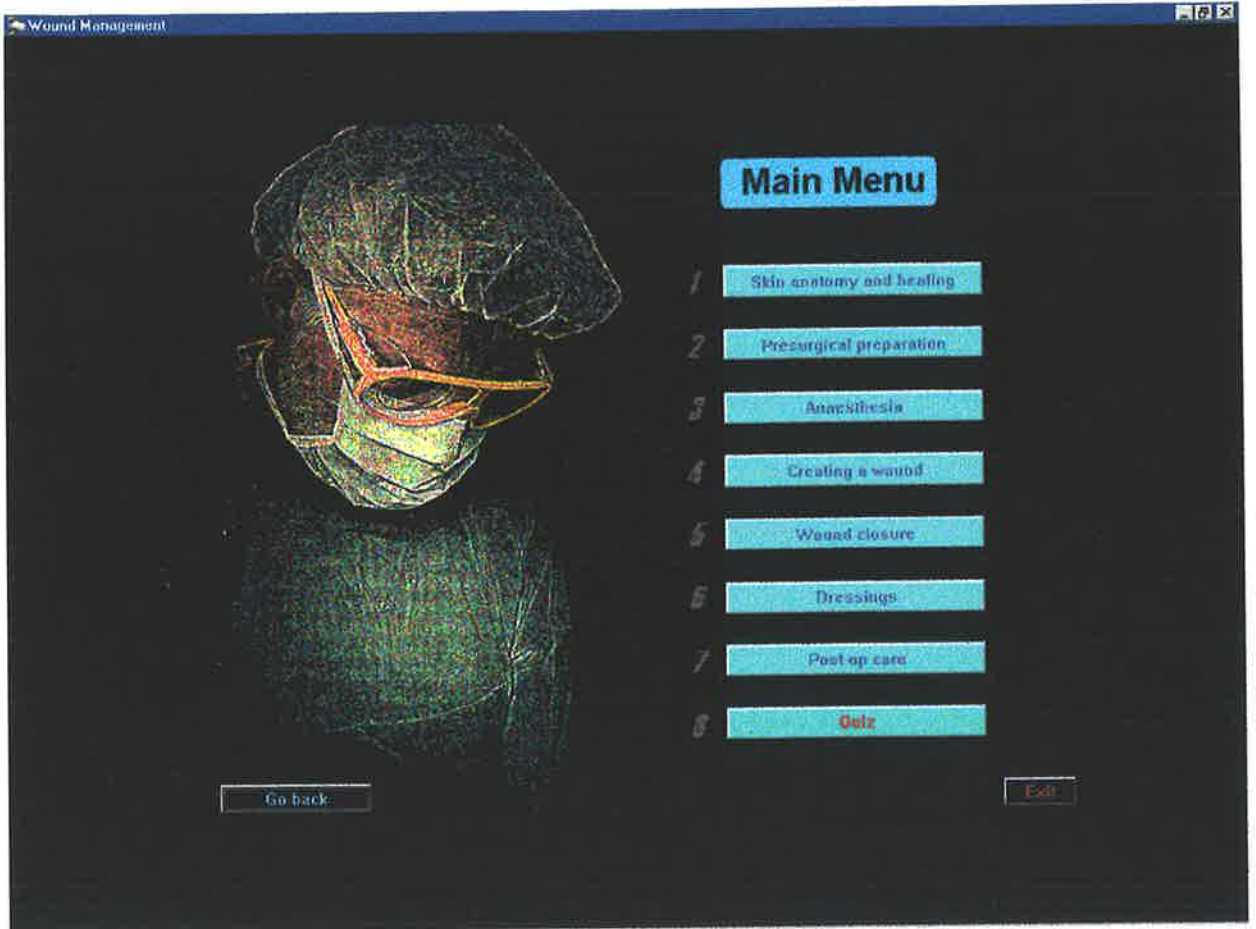 Wound Management
Main Menu
1 Skin anatomy and healing
2 Presurgical preparation
3 Anaesthesia
4 Creating a wound
5 Wound closure
6 Dressings
7 Post op care
8 Quiz
Go back
Exit